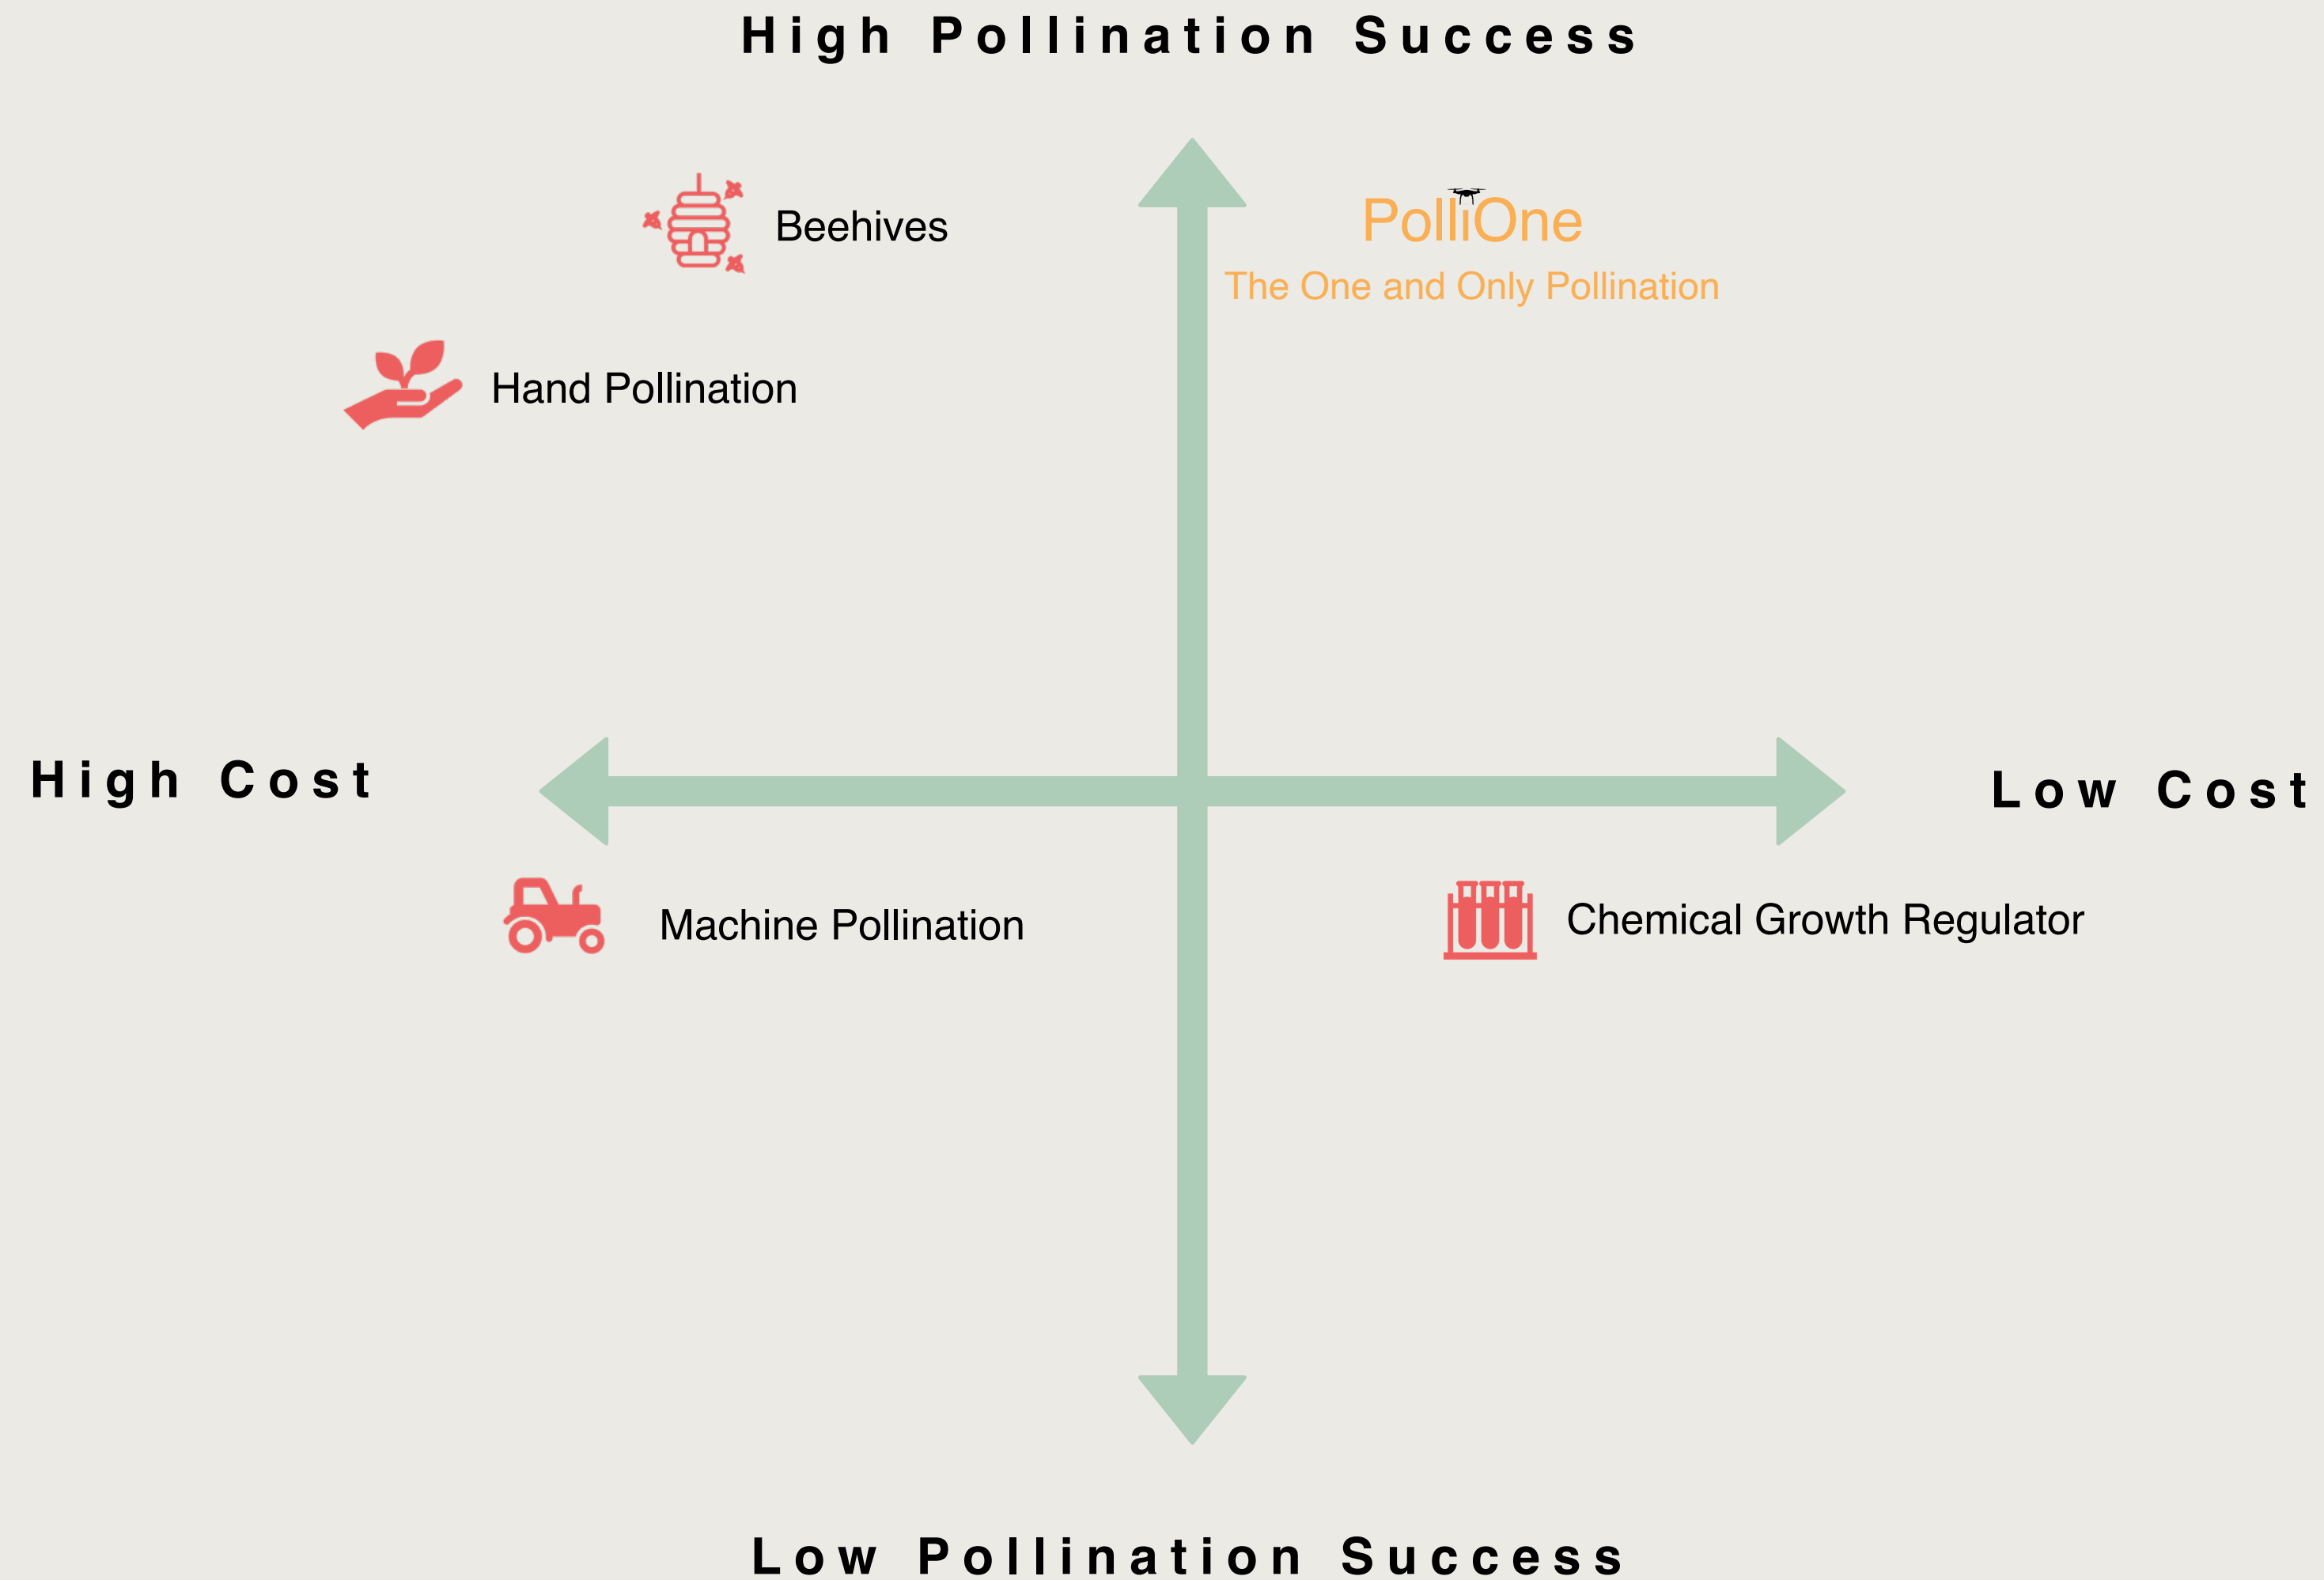 High Pollination Success
Beehives
PolliOne
The One and Only Pollination
Hand Pollination
High Cost
Low Cost
Machine Pollination
Chemical Growth Regulator
Low Pollination Success